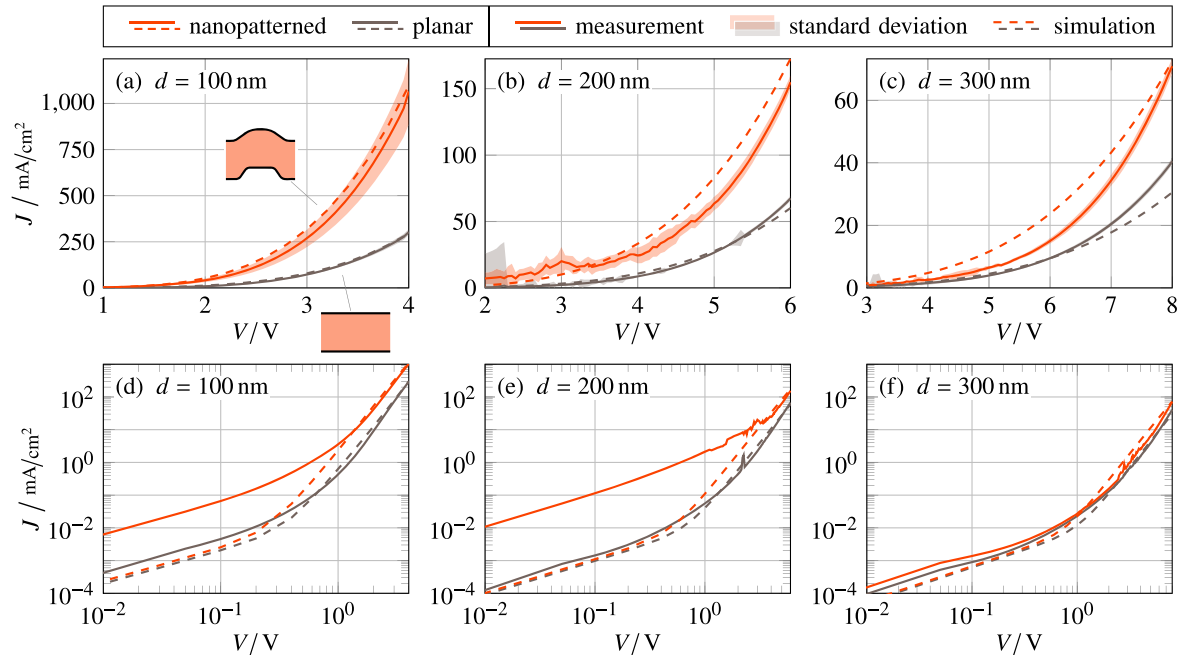 nanopatterned planar measurement standard deviation simulation
(a) d = 100 nm
1,000
750
500
250
0
1 2 3 4
J / mA/cm²
V / V
(b) d = 200 nm
150
100
50
0
2 3 4 5 6
V / V
(c) d = 300 nm
60
40
20
0
3 4 5 6 7 8
V / V
(d) d = 100 nm
10²
10⁰
10⁻²
10⁻⁴
10⁻² 10⁻¹ 10⁰
J / mA/cm²
V / V
(e) d = 200 nm
10²
10⁰
10⁻²
10⁻⁴
10⁻² 10⁻¹ 10⁰
V / V
(f) d = 300 nm
10²
10⁰
10⁻²
10⁻⁴
10⁻² 10⁻¹ 10⁰
V / V